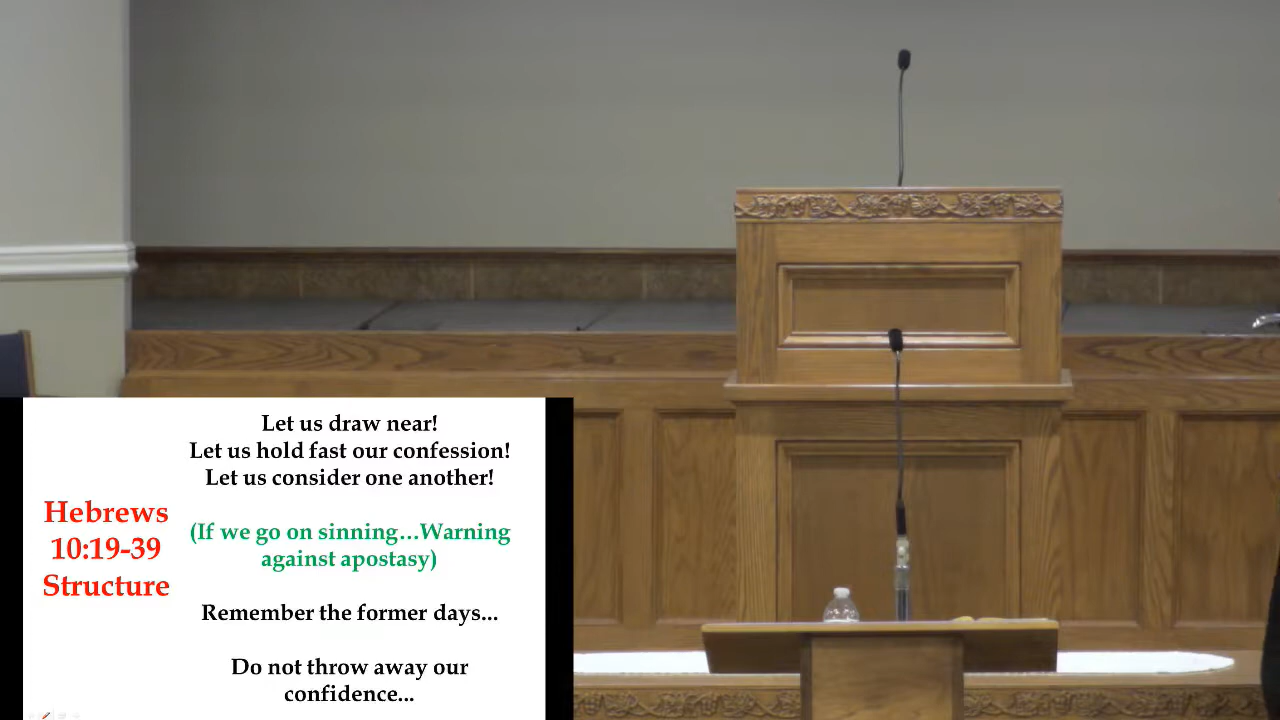 Hebrews
10:19-39
Structure
Let us draw near!
Let us hold fast our confession!
Let us consider one another!
(If we go on sinning...Warning
against apostasy)
Remember the former days...
Do not throw away our
confidence...